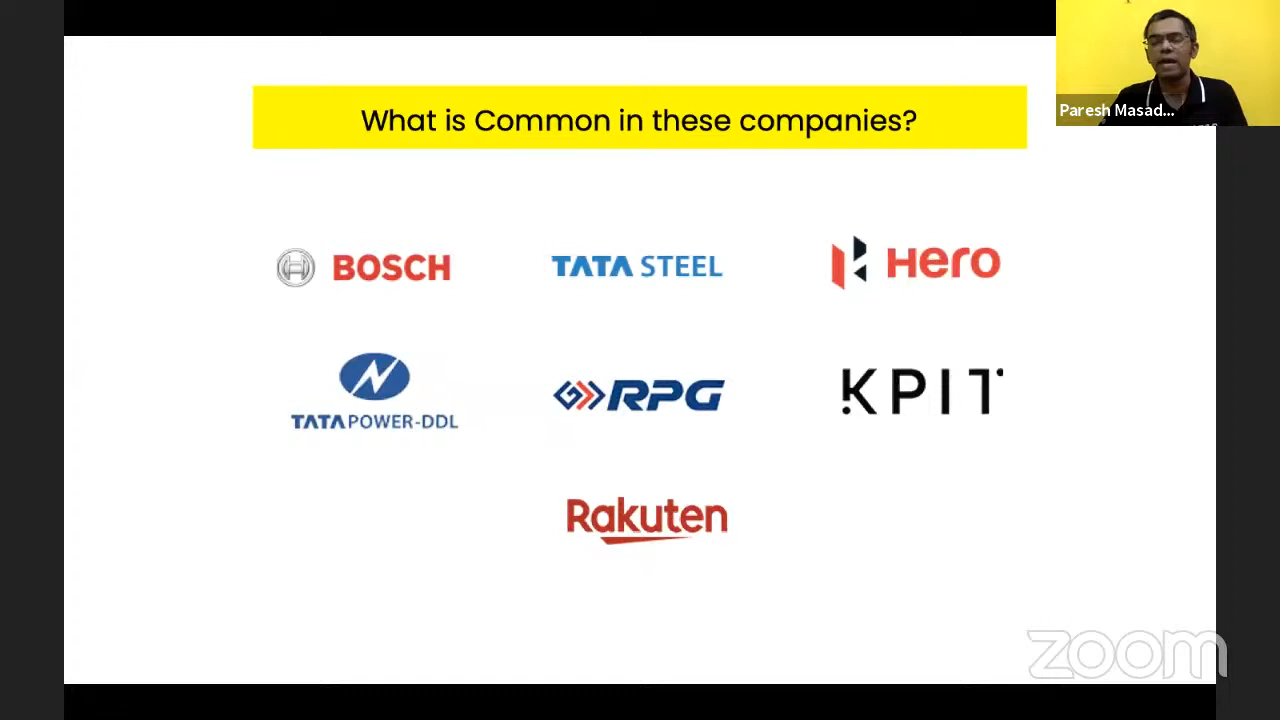 What is Common in these companies?
Paresh Masad...
BOSCH
TATA STEEL
Hero
TATA POWER-DDL
RPG
KPIT
Rakuten
zoom